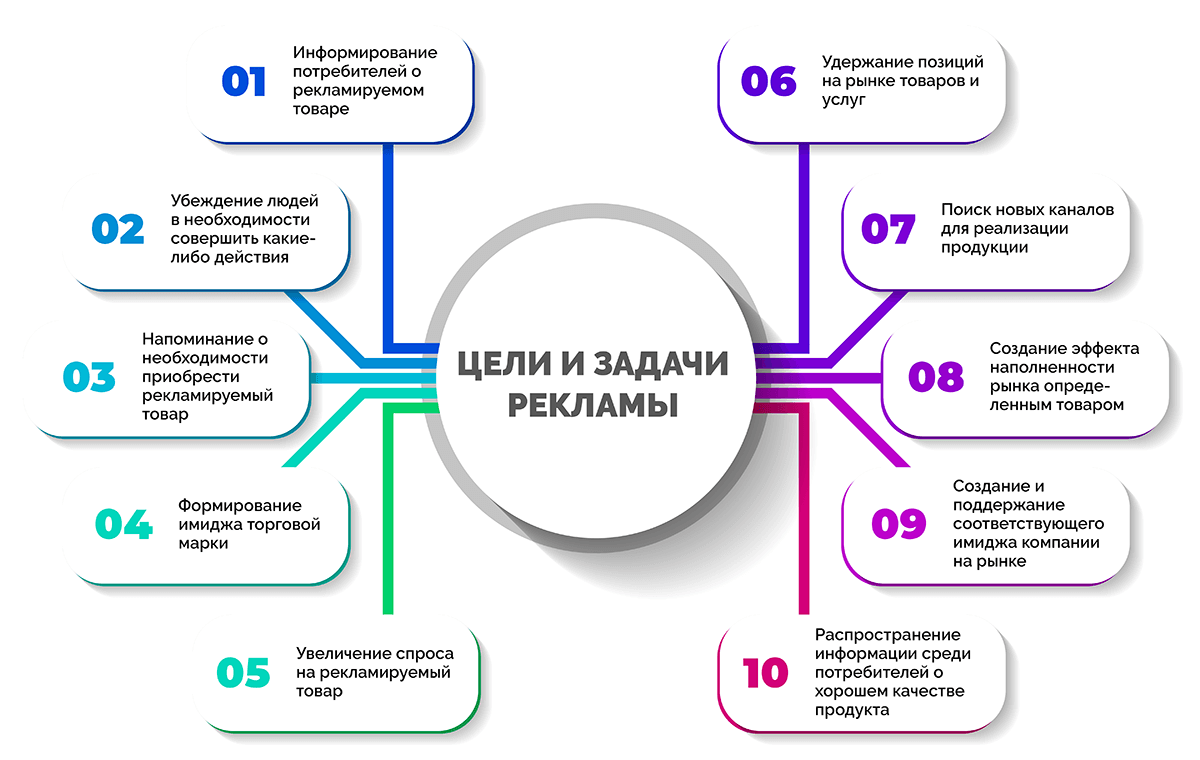 ЦЕЛИ И ЗАДАЧИ
РЕКЛАМЫ
01
Информирование
потребителей о
рекламируемом
товаре
02
Убеждение людей
в необходимости
совершить какие-
либо действия
03
Напоминание о
необходимости
приобрести
рекламируемый
товар
04
Формирование
имиджа торговой
марки
05
Увеличение спроса
на рекламируемый
товар
06
Удержание позиций
на рынке товаров и
услуг
07
Поиск новых каналов
для реализации
продукции
08
Создание эффекта
наполненности
рынка опреде-
ленным товаром
09
Создание и
поддержание
соответствующего
имиджа компании
на рынке
10
Распространение
информации среди
потребителей о
хорошем качестве
продукта